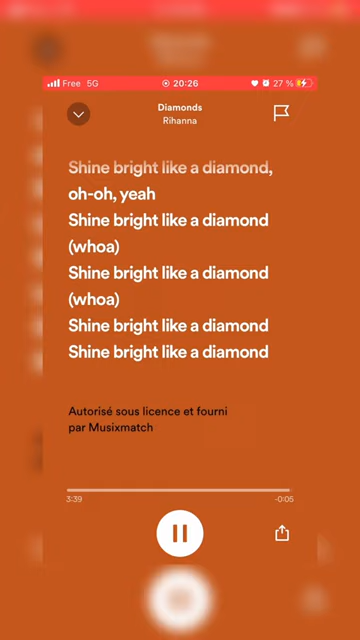 Free 5G 20:26 27 %
Diamonds
Rihanna
Shine bright like a diamond,
oh-oh, yeah
Shine bright like a diamond
(whoa)
Shine bright like a diamond
(whoa)
Shine bright like a diamond
Shine bright like a diamond
Autorisé sous licence et fourni
par Musixmatch
3:39 -0:05